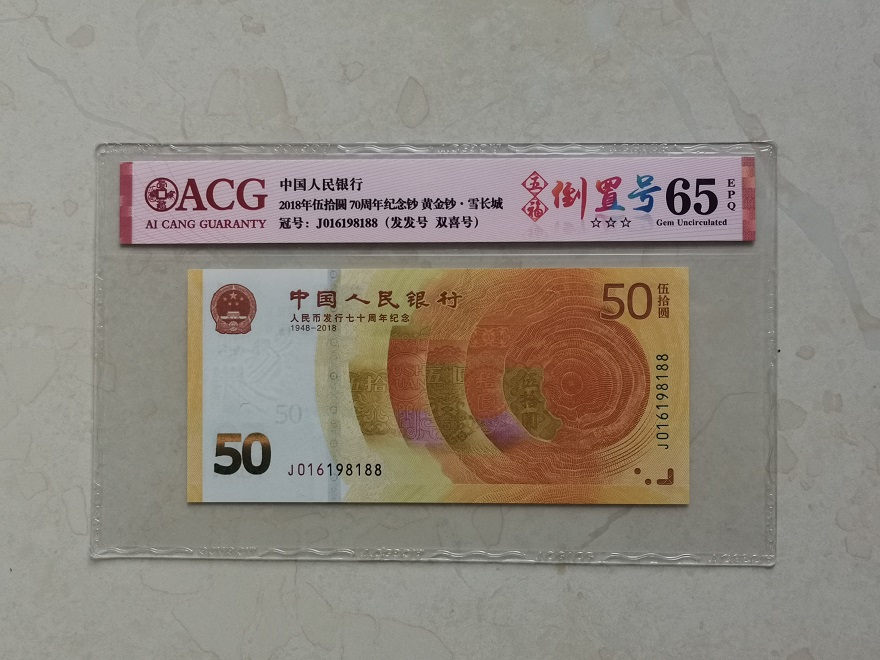 ACG
AI CANG GUARANTY
中国人民银行
2018年伍拾圆 70周年纪念钞 黄金钞·雪长城
冠号：J016198188（发发号 双喜号）
五福
倒置号
☆☆☆
65
EPQ
Gem Uncirculated
中国人民银行
人民币发行七十周年纪念
1948-2018
50
伍拾圆
50
50
J016198188
J016198188